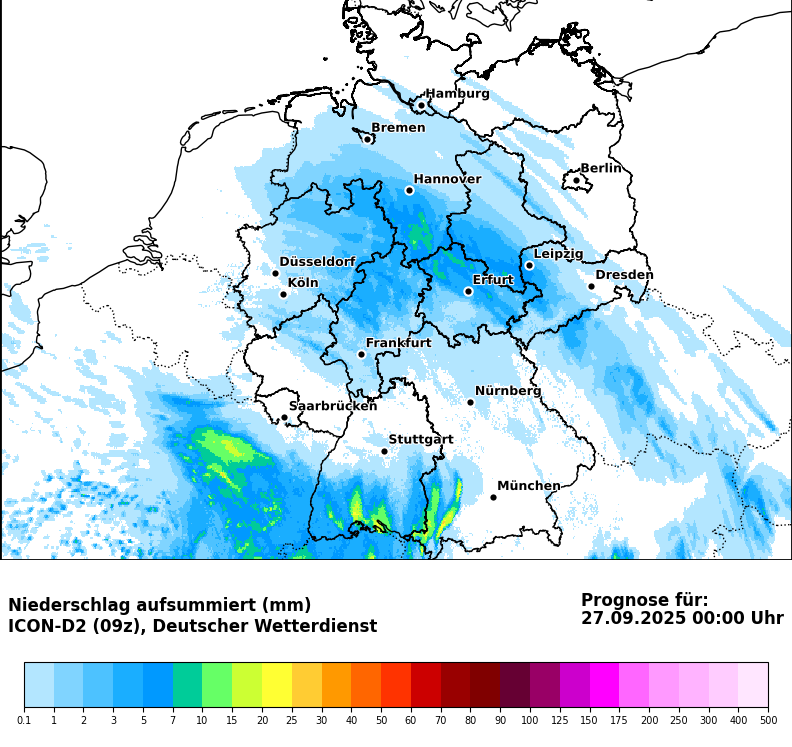 Hamburg
Bremen
Berlin
Hannover
Leipzig
Düsseldorf
Dresden
Köln
Erfurt
Frankfurt
Nürnberg
Saarbrücken
Stuttgart
München
Niederschlag aufsummiert (mm)
ICON-D2 (09z), Deutscher Wetterdienst
Prognose für:
27.09.2025 00:00 Uhr
0.1 1 2 3 5 7 10 15 20 25 30 40 50 60 70 80 90 100 125 150 175 200 250 300 400 500